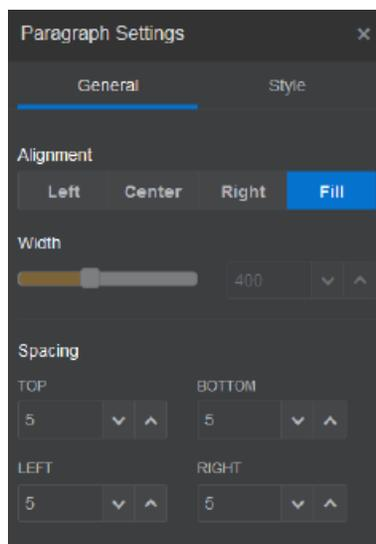 Paragraph Settings
General Style
Alignment
Left Center Right Fill
Width
400
Spacing
TOP BOTTOM
5 5
LEFT RIGHT
5 5